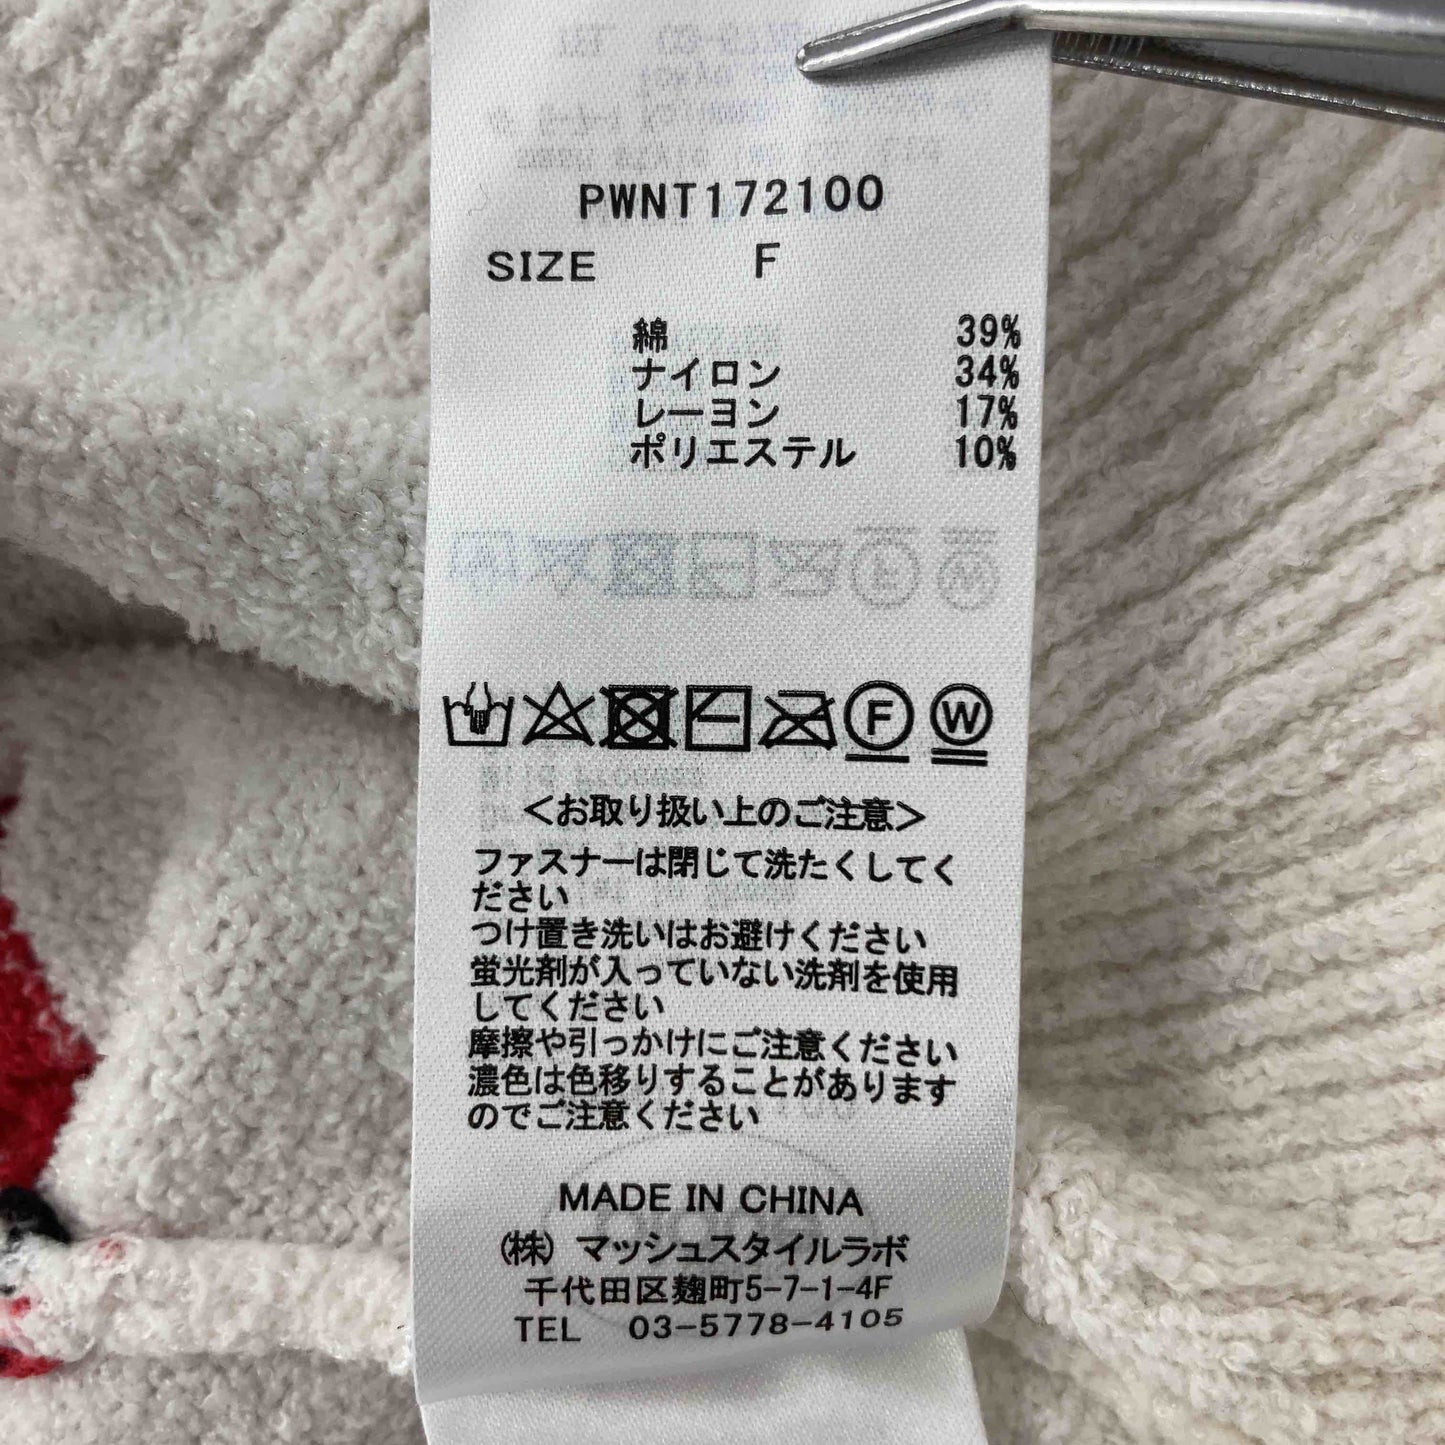 PWNT172100
SIZE F
綿 39%
ナイロン 34%
レーヨン 17%
ポリエステル 10%
F W
<お取り扱い上のご注意>
ファスナーは閉じて洗たくしてく
ださい
つけ置き洗いはお避けください
蛍光剤が入っていない洗剤を使用
してください
摩擦や引っかけにご注意ください
濃色は色移りすることがあります
のでご注意ください
MADE IN CHINA
(株) マッシュスタイルラボ
千代田区麹町5-7-1-4F
TEL 03-5778-4105